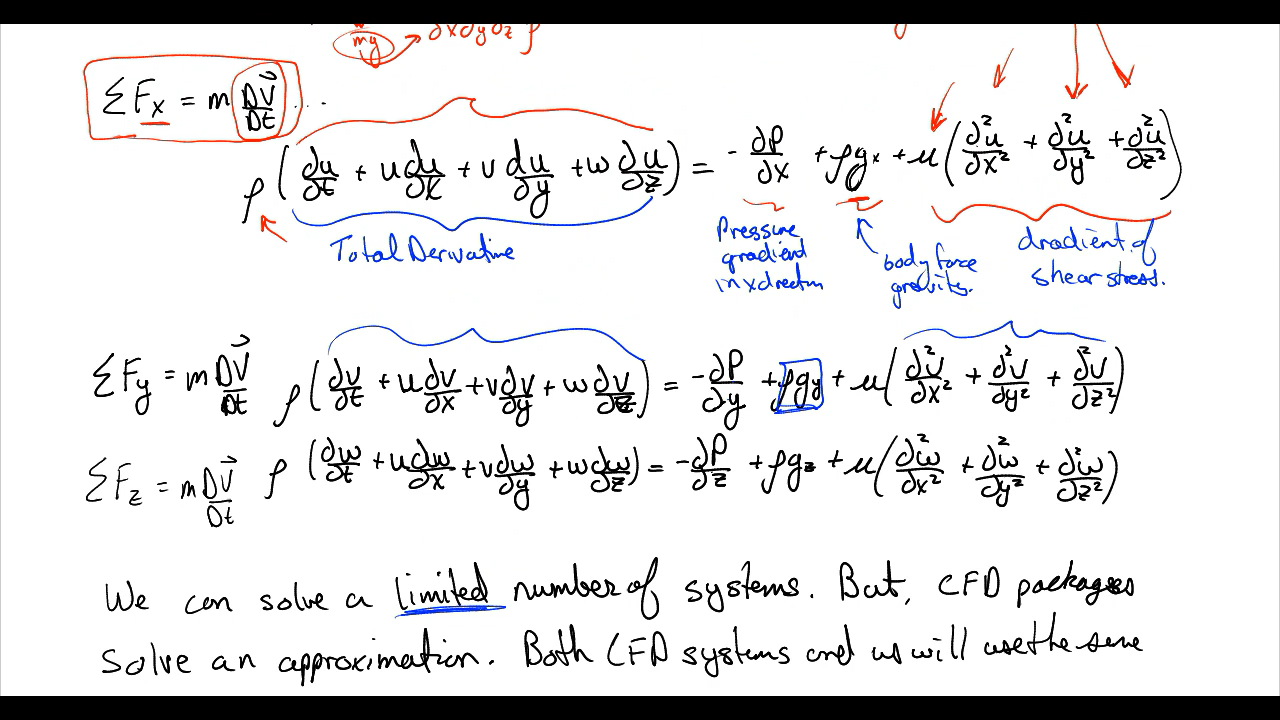 mg → ∂x∂y∂z ρ
ΣFx = m DV⃗/Dt ...
ρ(∂u/∂t + u ∂u/∂x + v ∂u/∂y + w ∂u/∂z) = -∂P/∂x + ρgx + μ(∂²u/∂x² + ∂²u/∂y² + ∂²u/∂z²)
Total Derivative
Pressure gradient in x direction
body force gravity.
dradient of shear stress.
ΣFy = m DV⃗/Dt ρ(∂v/∂t + u ∂v/∂x + v ∂v/∂y + w ∂v/∂z) = -∂P/∂y + ρgy + μ(∂²v/∂x² + ∂²v/∂y² + ∂²v/∂z²)
ΣFz = m DV⃗/Dt ρ(∂w/∂t + u ∂w/∂x + v ∂w/∂y + w ∂w/∂z) = -∂P/∂z + ρgz + μ(∂²w/∂x² + ∂²w/∂y² + ∂²w/∂z²)
We can solve a limited number of systems. But, CFD packages
solve an approximation. Both CFD systems and us will use the same